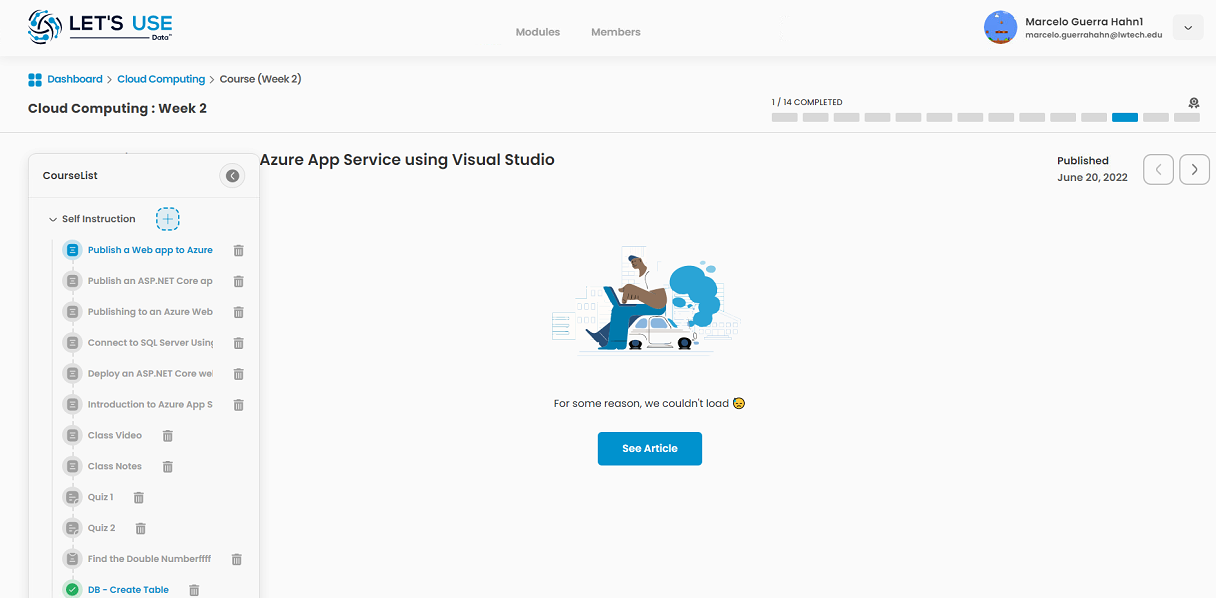 LET'S USE
Data™
Modules
Members
Marcelo Guerra Hahn1
marcelo.guerrahahn@lwtech.edu
Dashboard > Cloud Computing > Course (Week 2)
Cloud Computing : Week 2
1 / 14 COMPLETED
CourseList
Azure App Service using Visual Studio
Published
June 20, 2022
Self Instruction
Publish a Web app to Azure
Publish an ASP.NET Core ap
Publishing to an Azure Web
Connect to SQL Server Using
Deploy an ASP.NET Core we
Introduction to Azure App S
Class Video
Class Notes
Quiz 1
Quiz 2
Find the Double Numberffff
DB - Create Table
For some reason, we couldn't load 😓
See Article